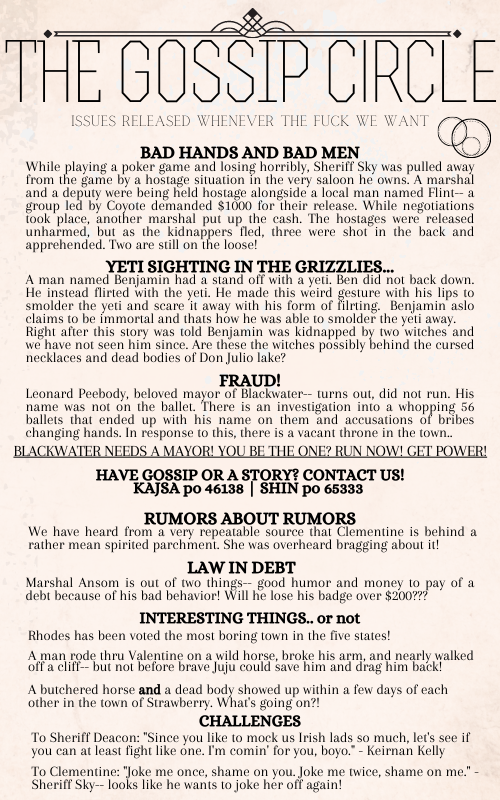 THE GOSSIP CIRCLE
ISSUES RELEASED WHENEVER THE FUCK WE WANT
BAD HANDS AND BAD MEN
While playing a poker game and losing horribly, Sheriff Sky was pulled away
from the game by a hostage situation in the very saloon he owns. A marshal
and a deputy were being held hostage alongside a local man named Flint-- a
group led by Coyote demanded $1000 for their release. While negotiations
took place, another marshal put up the cash. The hostages were released
unharmed, but as the kidnappers fled, three were shot in the back and
apprehended. Two are still on the loose!
YETI SIGHTING IN THE GRIZZLIES...
A man named Benjamin had a stand off with a yeti. Ben did not back down.
He instead flirted with the yeti. He made this weird gesture with his lips to
smolder the yeti and scare it away with his form of filrting. Benjamin aslo
claims to be immortal and thats how he was able to smolder the yeti away.
Right after this story was told Benjamin was kidnapped by two witches and
we have not seen him since. Are these the witches possibly behind the cursed
necklaces and dead bodies of Don Julio lake?
FRAUD!
Leonard Peebody, beloved mayor of Blackwater-- turns out, did not run. His
name was not on the ballot. There is an investigation into a whopping 56
ballots that ended up with his name on them and accusations of bribes
changing hands. In response to this, there is a vacant throne in the town..
BLACKWATER NEEDS A MAYOR! YOU BE THE ONE? RUN NOW! GET POWER!
HAVE GOSSIP OR A STORY? CONTACT US!
KAJSA po 46138 | SHIN po 65333
RUMORS ABOUT RUMORS
We have heard from a very repeatable source that Clementine is behind a
rather mean spirited parchment. She was overheard bragging about it!
LAW IN DEBT
Marshal Ansom is out of two things-- good humor and money to pay of a
debt because of his bad behavior! Will he lose his badge over $200???
INTERESTING THINGS.. or not
Rhodes has been voted the most boring town in the five states!
A man rode thru Valentine on a wild horse, broke his arm, and nearly walked
off a cliff-- but not before brave Juju could save him and drag him back!
A butchered horse and a dead body showed up within a few days of each
other in the town of Strawberry. What's going on?!
CHALLENGES
To Sheriff Deacon: "Since you like to mock us Irish lads so much, let's see if
you can at least fight like one. I'm comin' for you, boyo." - Keirnan Kelly
To Clementine: "Joke me once, shame on you. Joke me twice, shame on me." -
Sheriff Sky-- looks like he wants to joke her off again!